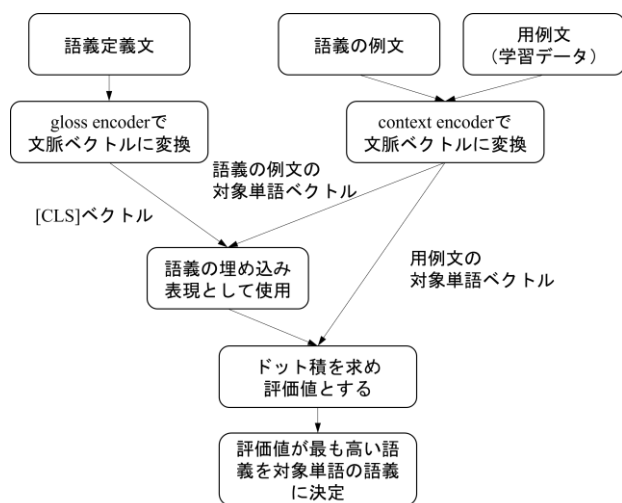 語義定義文
語義の例文
用例文
（学習データ）
gloss encoderで
文脈ベクトルに変換
context encoderで
文脈ベクトルに変換
語義の例文の
対象単語ベクトル
[CLS]ベクトル
語義の埋め込み
表現として使用
用例文の
対象単語ベクトル
ドット積を求め
評価値とする
評価値が最も高い語
義を対象単語の語義
に決定